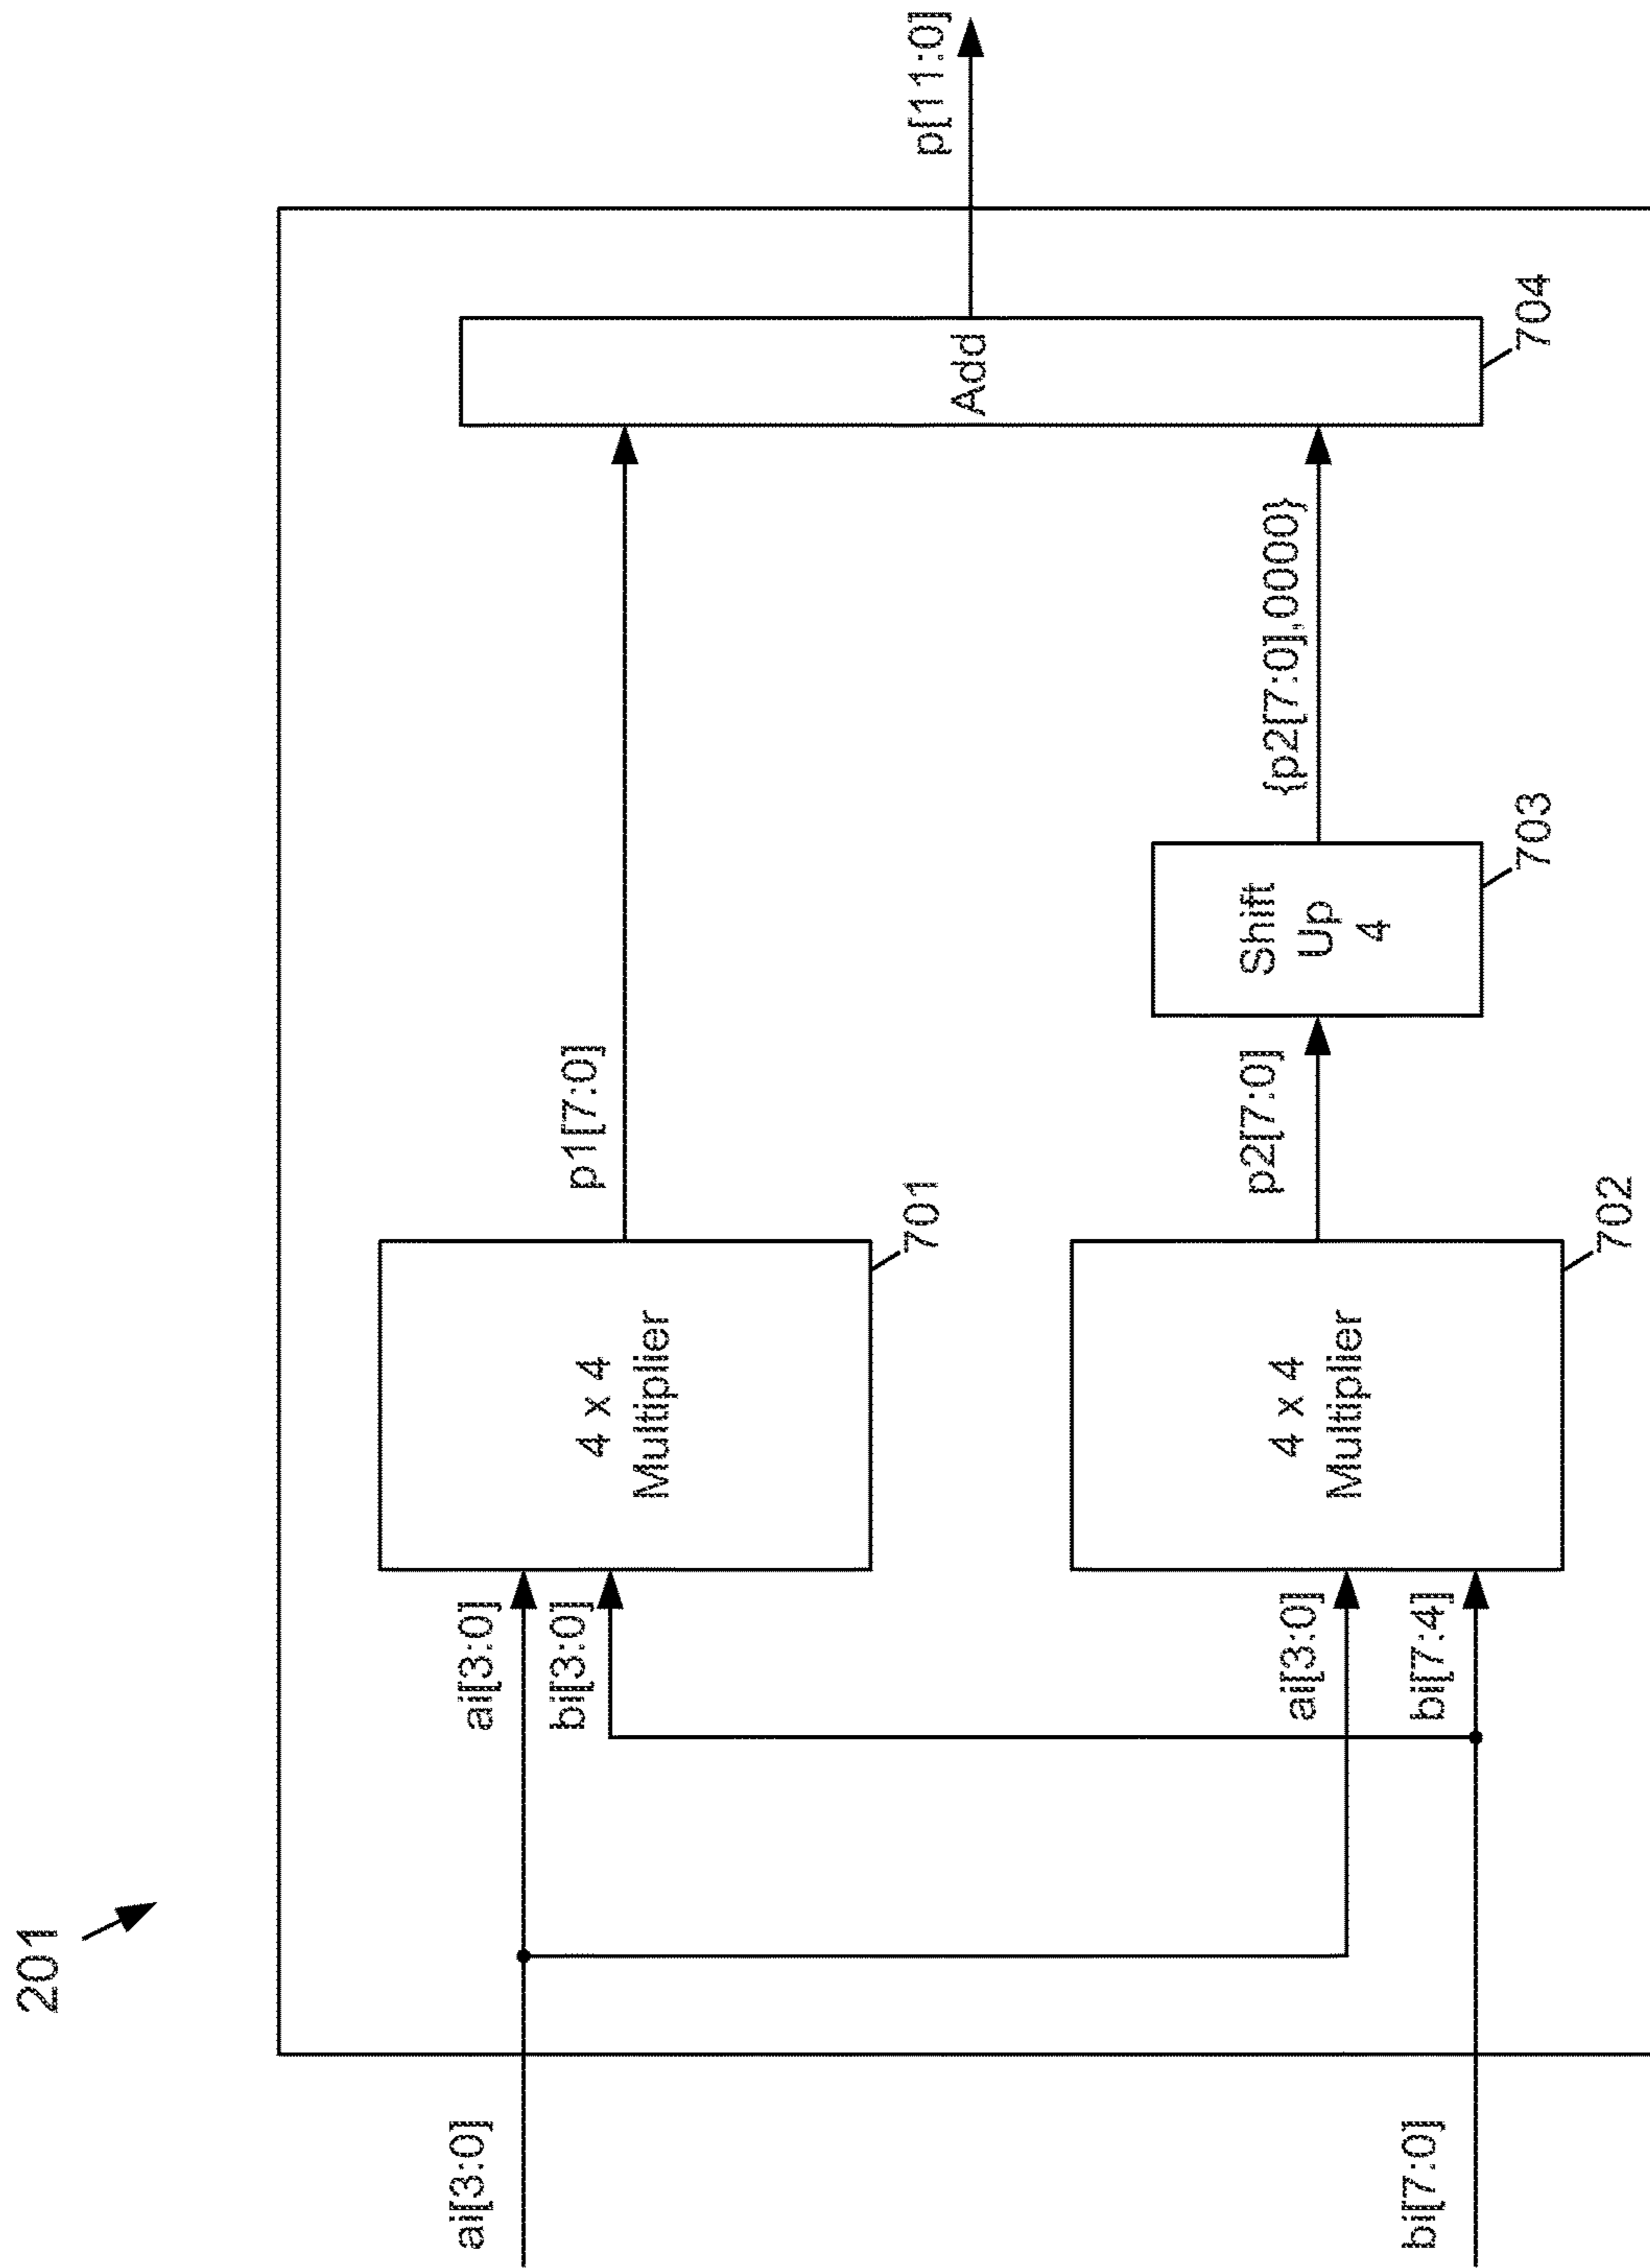 201
ai[3:0]
bi[7:0]
ai[3:0]
bi[3:0]
ai[3:0]
bi[7:4]
4 x 4
Multiplier
701
4 x 4
Multiplier
702
p1[7:0]
p2[7:0]
Shift
Up
4
703
{p2[7:0],0000}
Add
704
p[11:0]